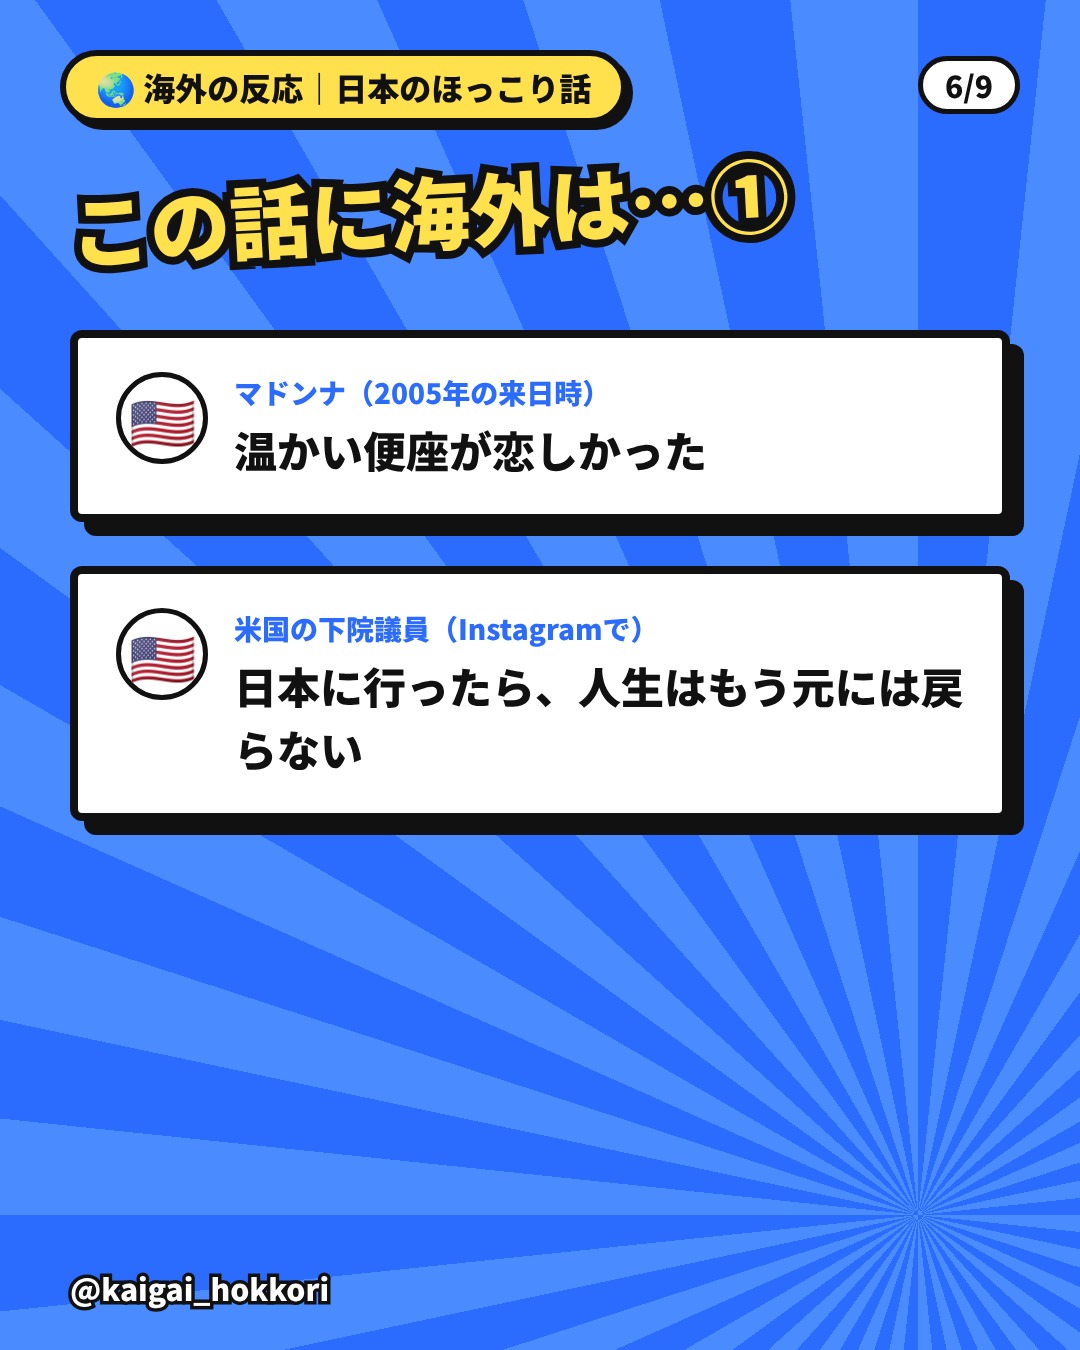 🌏 海外の反応｜日本のほっこり話
6/9
この話に海外は…①
マドンナ（2005年の来日時）
温かい便座が恋しかった
米国の下院議員（Instagramで）
日本に行ったら、人生はもう元には戻
らない
@kaigai_hokkori